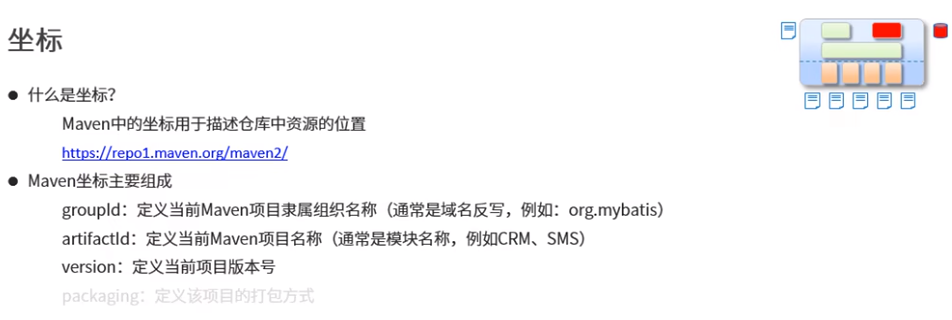 坐标
● 什么是坐标？
Maven中的坐标用于描述仓库中资源的位置
https://repo1.maven.org/maven2/
● Maven坐标主要组成
groupId：定义当前Maven项目隶属组织名称（通常是域名反写，例如：org.mybatis）
artifactId：定义当前Maven项目名称（通常是模块名称，例如CRM、SMS）
version：定义当前项目版本号
packaging：定义该项目的打包方式